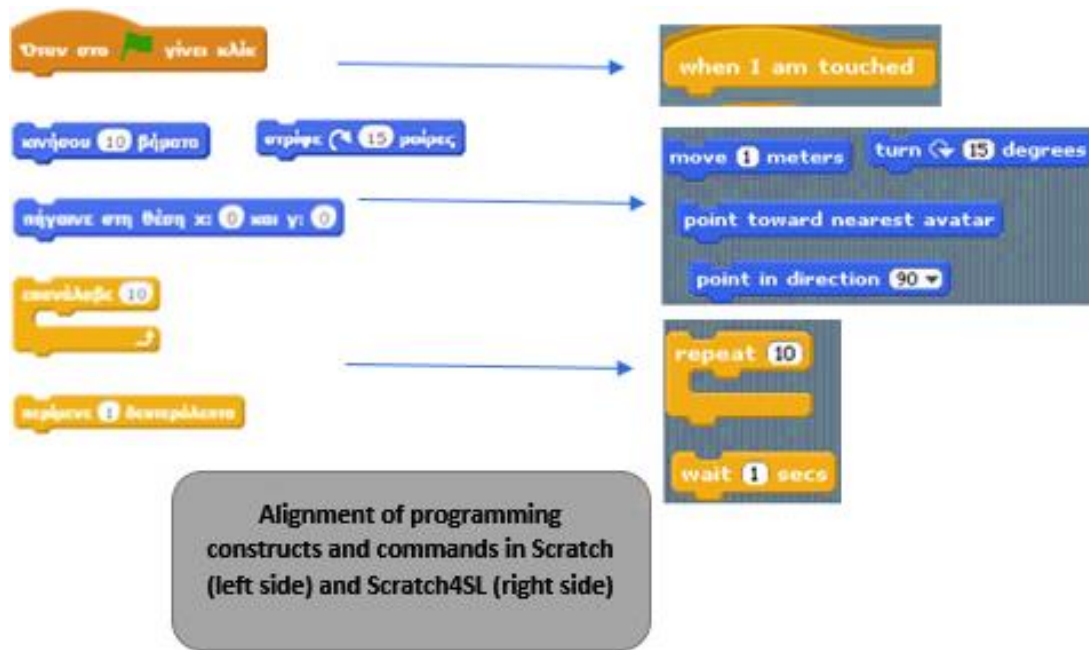 Όταν στο γίνει κλικ
when I am touched
κινήσου 10 βήματα
στρίψε 15 μοίρες
move 1 meters
turn 15 degrees
πήγαινε στη θέση x: 0 και y: 0
point toward nearest avatar
point in direction 90
επανάλαβε 10
repeat 10
περίμενε 1 δευτερόλεπτα
wait 1 secs
Alignment of programming
constructs and commands in Scratch
(left side) and Scratch4SL (right side)